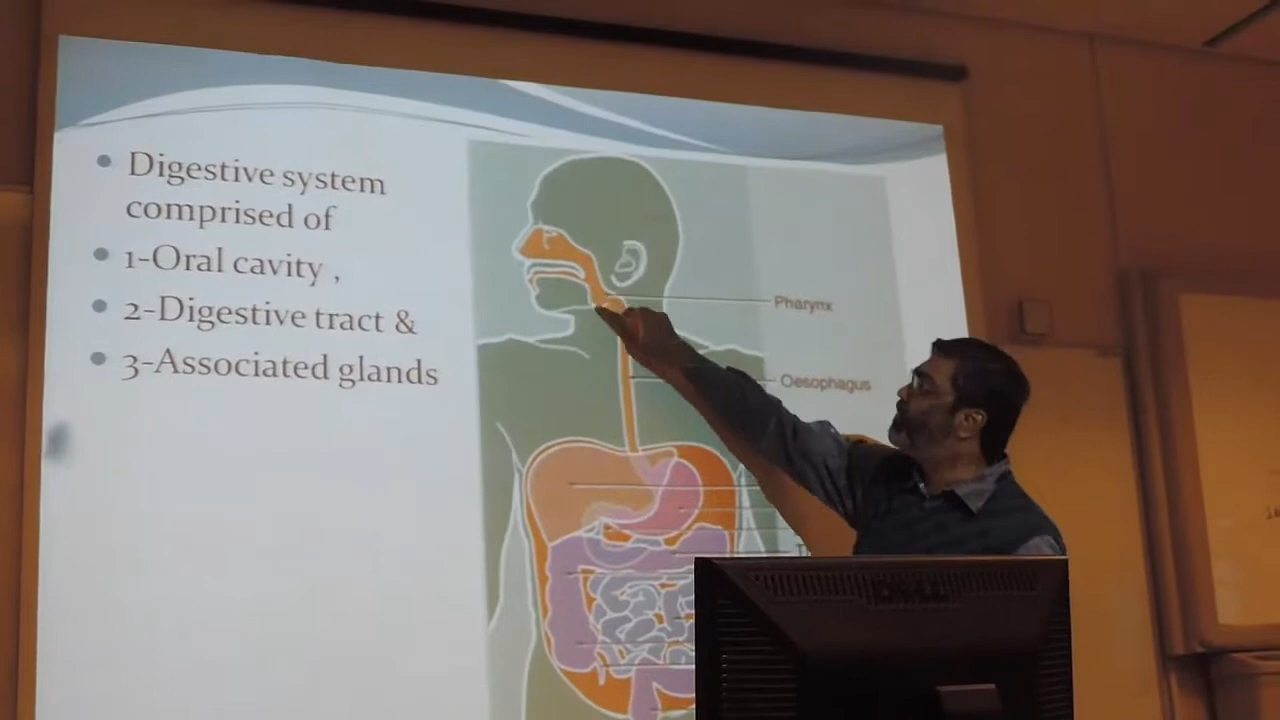 Digestive system
comprised of
1-Oral cavity ,
2-Digestive tract &
3-Associated glands
Pharynx
Oesophagus